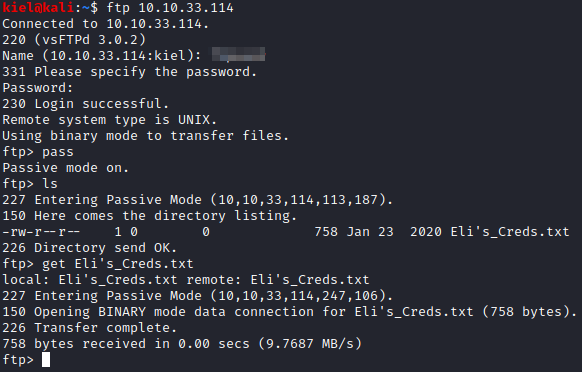 kiel@kali:~$ ftp 10.10.33.114
Connected to 10.10.33.114.
220 (vsFTPd 3.0.2)
Name (10.10.33.114:kiel):
331 Please specify the password.
Password:
230 Login successful.
Remote system type is UNIX.
Using binary mode to transfer files.
ftp> pass
Passive mode on.
ftp> ls
227 Entering Passive Mode (10,10,33,114,113,187).
150 Here comes the directory listing.
-rw-r--r--    1 0        0             758 Jan 23  2020 Eli's_Creds.txt
226 Directory send OK.
ftp> get Eli's_Creds.txt
local: Eli's_Creds.txt remote: Eli's_Creds.txt
227 Entering Passive Mode (10,10,33,114,247,106).
150 Opening BINARY mode data connection for Eli's_Creds.txt (758 bytes).
226 Transfer complete.
758 bytes received in 0.00 secs (9.7687 MB/s)
ftp>